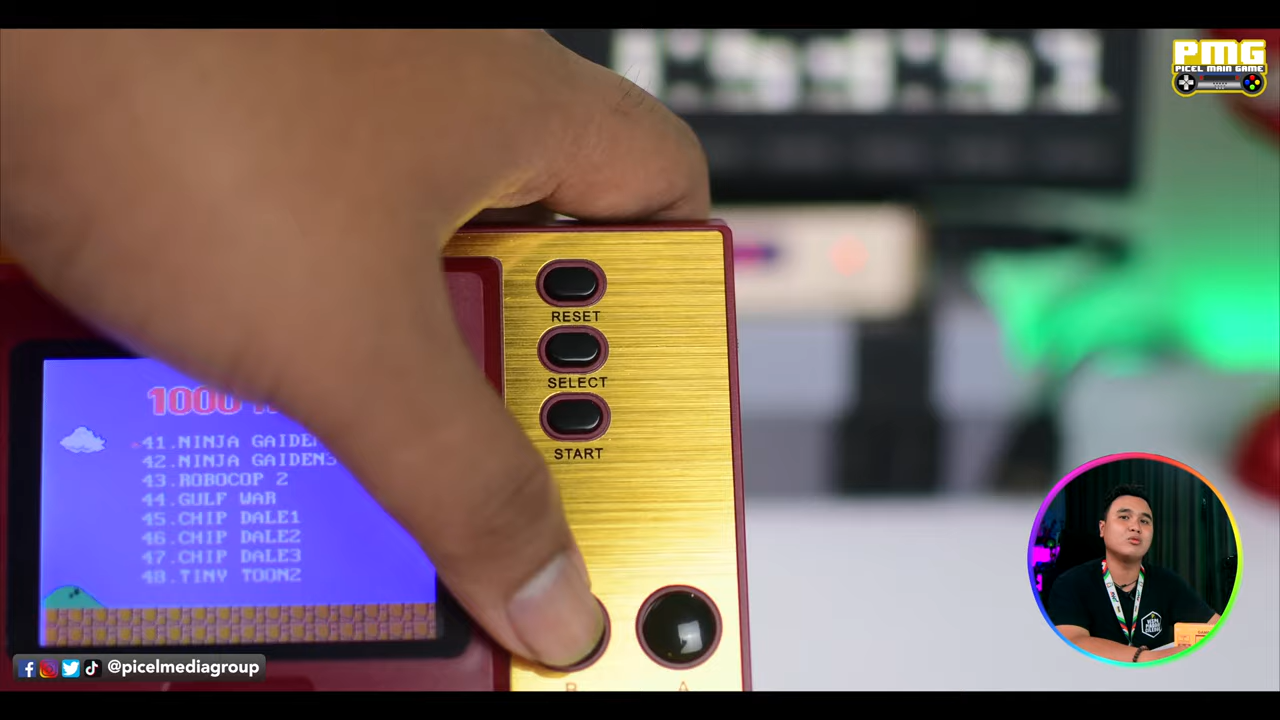 PMG
PICEL MAIN GAME
RESET
SELECT
START
1000
41.NINJA GAIDEN
42.NINJA GAIDEN3
43.ROBOCOP 2
44.GULF WAR
45.CHIP DALE1
46.CHIP DALE2
47.CHIP DALE3
48.TINY TOON2
B
A
@picelmediagroup